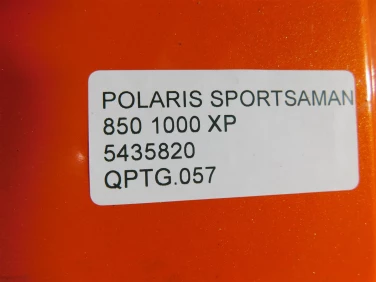 POLARIS SPORTSAMAN
850 1000 XP
5435820
QPTG.057